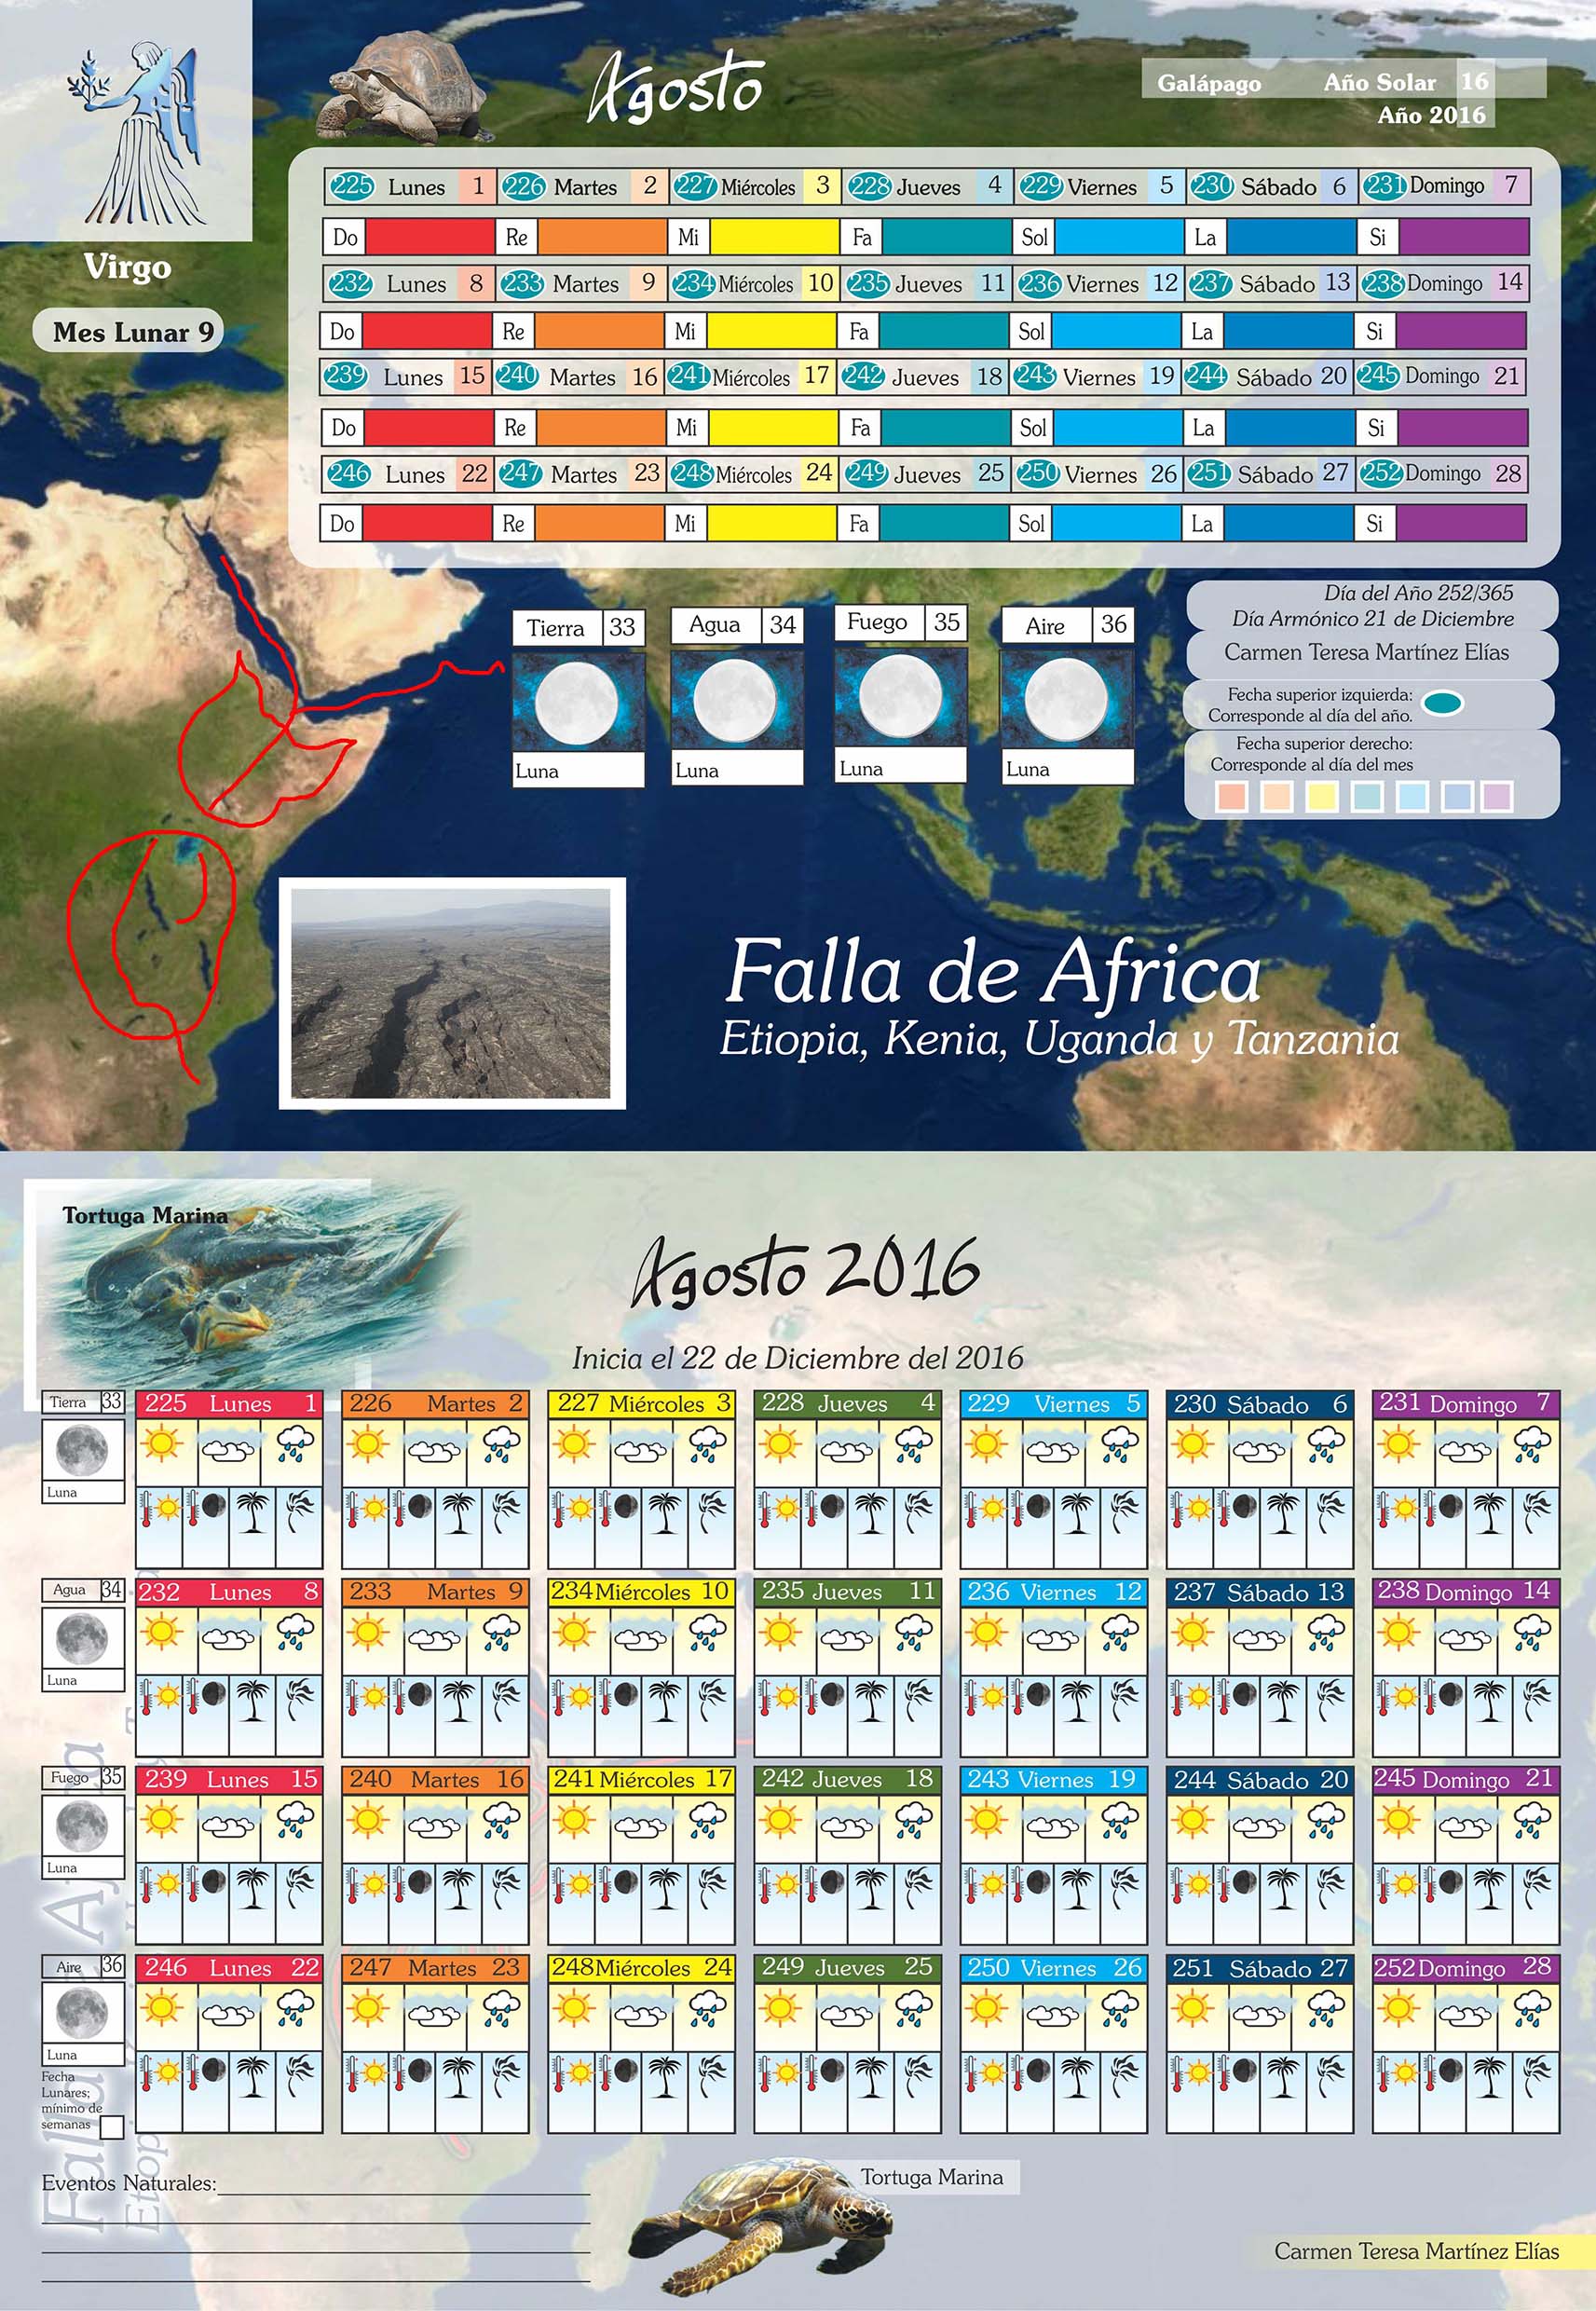 Agosto
Galápago Año Solar 16
Año 2016
Virgo
Mes Lunar 9
225 Lunes 1 226 Martes 2 227 Miércoles 3 228 Jueves 4 229 Viernes 5 230 Sábado 6 231 Domingo 7
Do Re Mi Fa Sol La Si
232 Lunes 8 233 Martes 9 234 Miércoles 10 235 Jueves 11 236 Viernes 12 237 Sábado 13 238 Domingo 14
Do Re Mi Fa Sol La Si
239 Lunes 15 240 Martes 16 241 Miércoles 17 242 Jueves 18 243 Viernes 19 244 Sábado 20 245 Domingo 21
Do Re Mi Fa Sol La Si
246 Lunes 22 247 Martes 23 248 Miércoles 24 249 Jueves 25 250 Viernes 26 251 Sábado 27 252 Domingo 28
Do Re Mi Fa Sol La Si
Tierra 33 Agua 34 Fuego 35 Aire 36
Luna Luna Luna Luna
Día del Año 252/365
Día Armónico 21 de Diciembre
Carmen Teresa Martínez Elías
Fecha superior izquierda:
Corresponde al día del año.
Fecha superior derecho:
Corresponde al día del mes
Falla de Africa
Etiopia, Kenia, Uganda y Tanzania
Tortuga Marina
Agosto 2016
Inicia el 22 de Diciembre del 2016
Tierra 33 225 Lunes 1 226 Martes 2 227 Miércoles 3 228 Jueves 4 229 Viernes 5 230 Sábado 6 231 Domingo 7
Luna
Agua 34 232 Lunes 8 233 Martes 9 234 Miércoles 10 235 Jueves 11 236 Viernes 12 237 Sábado 13 238 Domingo 14
Luna
Fuego 35 239 Lunes 15 240 Martes 16 241 Miércoles 17 242 Jueves 18 243 Viernes 19 244 Sábado 20 245 Domingo 21
Luna
Aire 36 246 Lunes 22 247 Martes 23 248 Miércoles 24 249 Jueves 25 250 Viernes 26 251 Sábado 27 252 Domingo 28
Luna
Fecha
Lunares;
mínimo de
semanas
Eventos Naturales:
Tortuga Marina
Carmen Teresa Martínez Elías